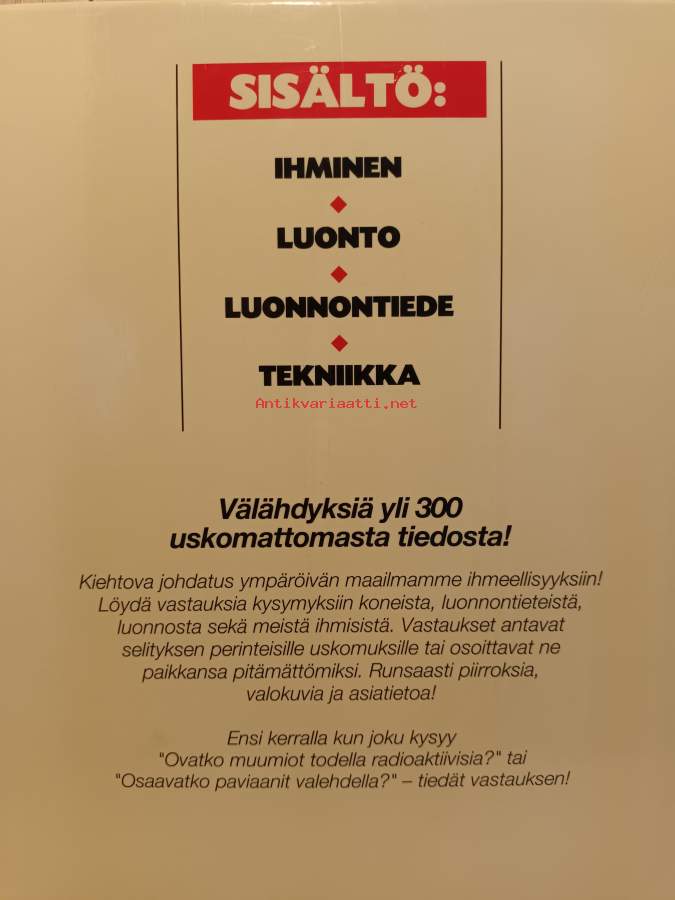 SISÄLTÖ:
IHMINEN
LUONTO
LUONNONTIEDE
TEKNIIKKA
Antikvariaatti.net
Välähdyksiä yli 300
uskomattomasta tiedosta!
Kiehtova johdatus ympäröivän maailmamme ihmeellisyyksiin!
Löydä vastauksia kysymyksiin koneista, luonnontieteistä,
luonnosta sekä meistä ihmisistä. Vastaukset antavat
selityksen perinteisille uskomuksille tai osoittavat ne
paikkansa pitämättömiksi. Runsaasti piirroksia,
valokuvia ja asiatietoa!
Ensi kerralla kun joku kysyy
"Ovatko muumiot todella radioaktiivisia?" tai
"Osaavatko paviaanit valehdella?" – tiedät vastauksen!